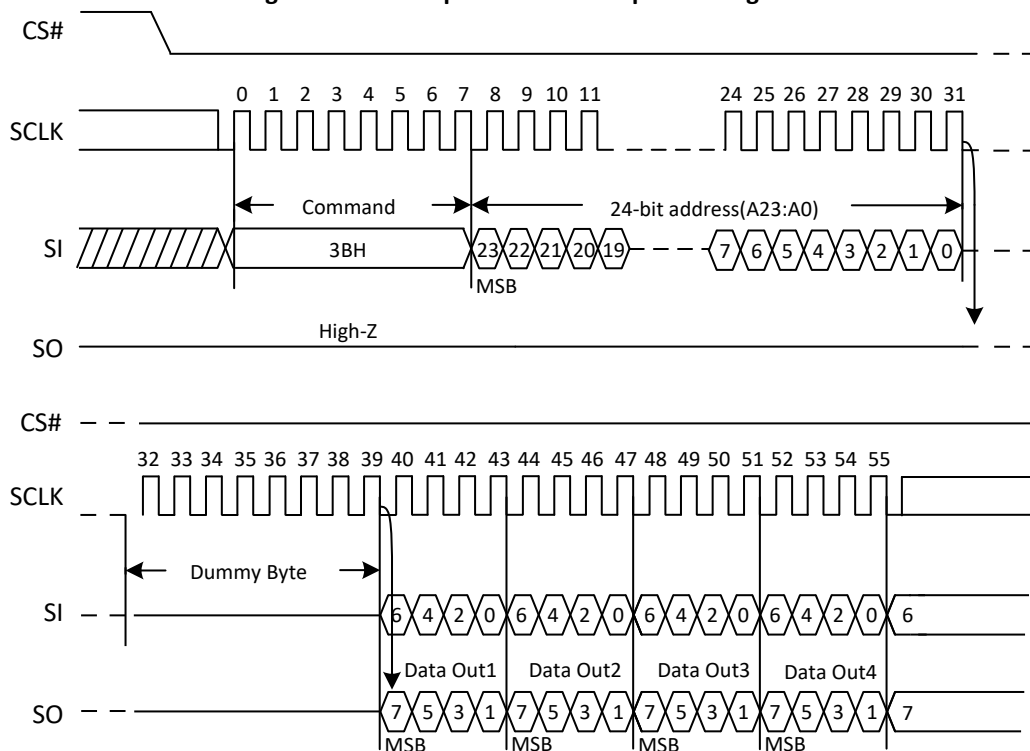 CS#
0 1 2 3 4 5 6 7 8 9 10 11 24 25 26 27 28 29 30 31
SCLK
Command 24-bit address(A23:A0)
SI 3BH 23 22 21 20 19 7 6 5 4 3 2 1 0
MSB
High-Z
SO
CS#
32 33 34 35 36 37 38 39 40 41 42 43 44 45 46 47 48 49 50 51 52 53 54 55
SCLK
Dummy Byte
SI 6 4 2 0 6 4 2 0 6 4 2 0 6 4 2 0 6
Data Out1 Data Out2 Data Out3 Data Out4
SO 7 5 3 1 7 5 3 1 7 5 3 1 7 5 3 1 7
MSB MSB MSB MSB